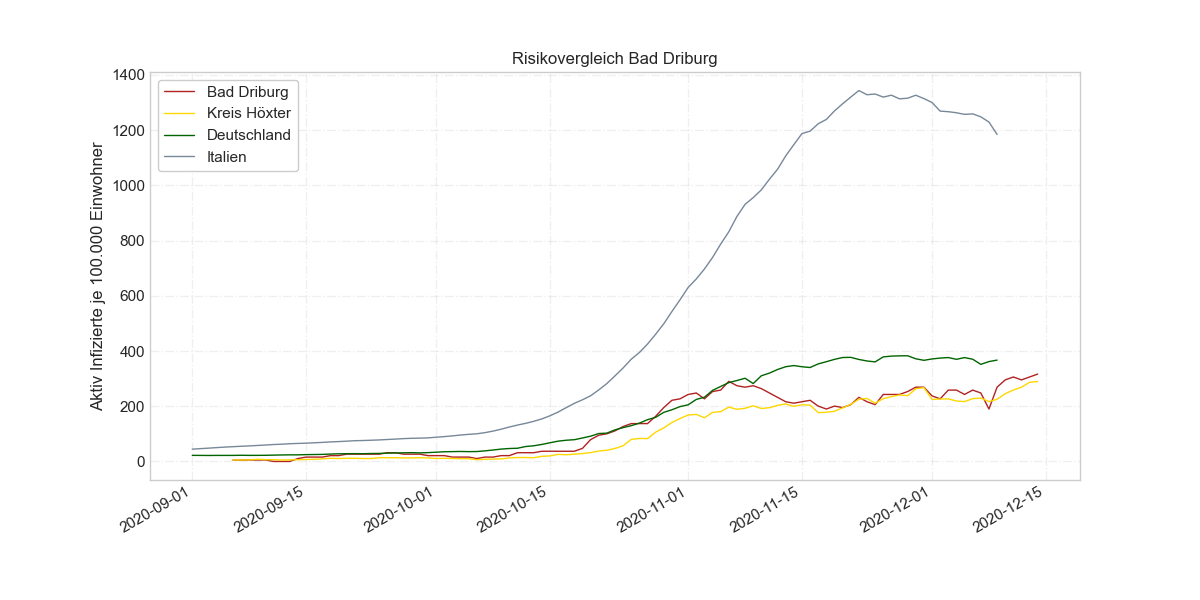 Risikovergleich Bad Driburg
Aktiv Infizierte je 100.000 Einwohner
1400
1200
1000
800
600
400
200
0
Bad Driburg
Kreis Höxter
Deutschland
Italien
2020-09-01
2020-09-15
2020-10-01
2020-10-15
2020-11-01
2020-11-15
2020-12-01
2020-12-15